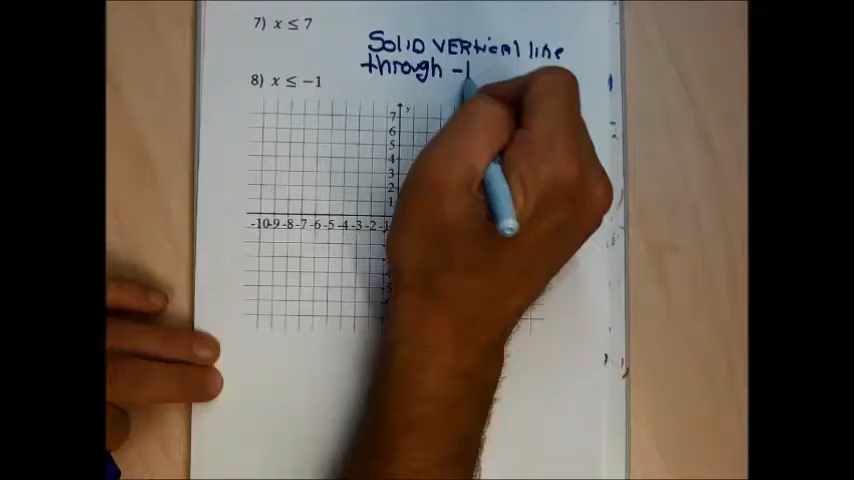 7) x ≤ 7
Solid vertical line
through -1
8) x ≤ -1
y
7
6
5
4
3
2
1
-10 -9 -8 -7 -6 -5 -4 -3 -2 -1